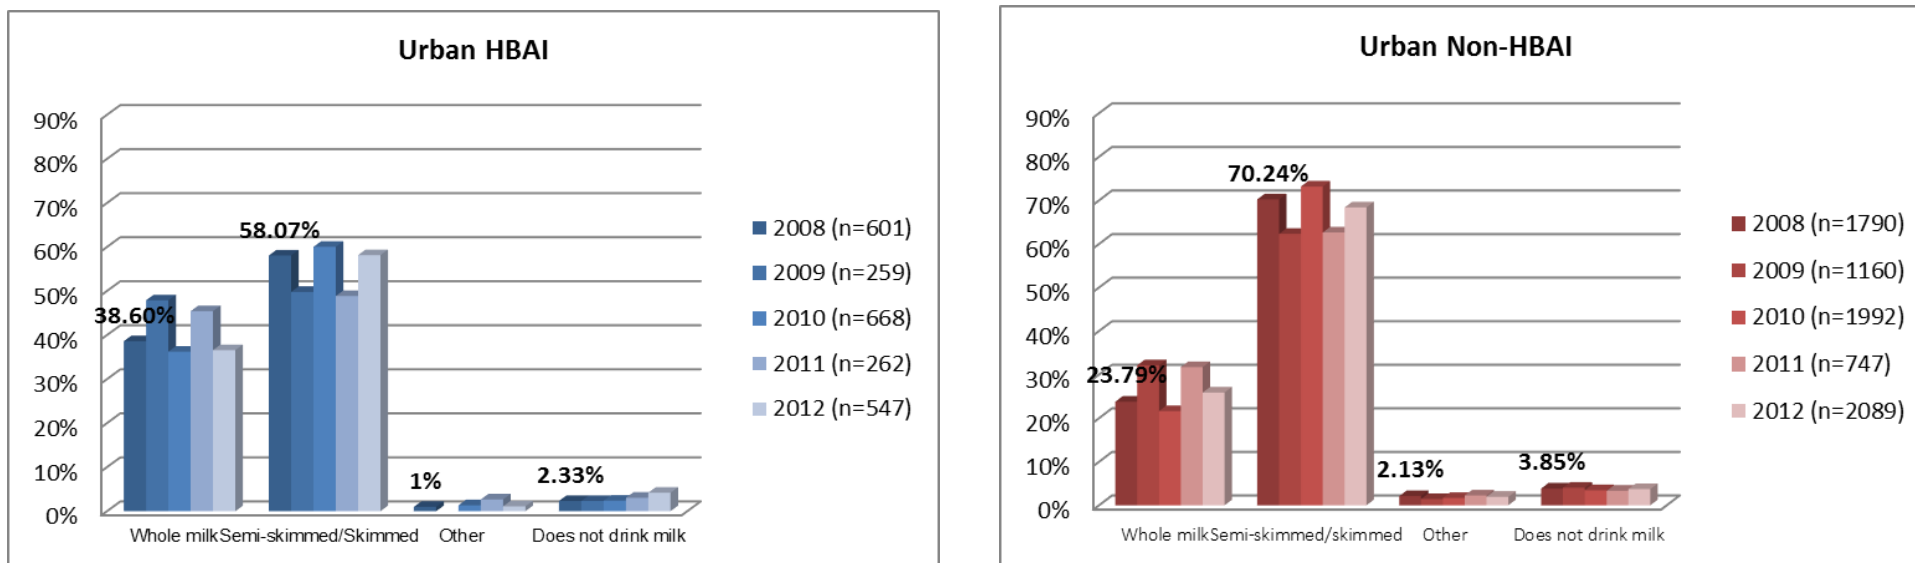 Urban HBAI
90%
80%
70%
60%
50%
40%
30%
20%
10%
0%
38.60%
58.07%
1%
2.33%
Whole milk
Semi-skimmed/Skimmed
Other
Does not drink milk
2008 (n=601)
2009 (n=259)
2010 (n=668)
2011 (n=262)
2012 (n=547)
Urban Non-HBAI
90%
80%
70%
60%
50%
40%
30%
20%
10%
0%
23.79%
70.24%
2.13%
3.85%
Whole milk
Semi-skimmed/skimmed
Other
Does not drink milk
2008 (n=1790)
2009 (n=1160)
2010 (n=1992)
2011 (n=747)
2012 (n=2089)